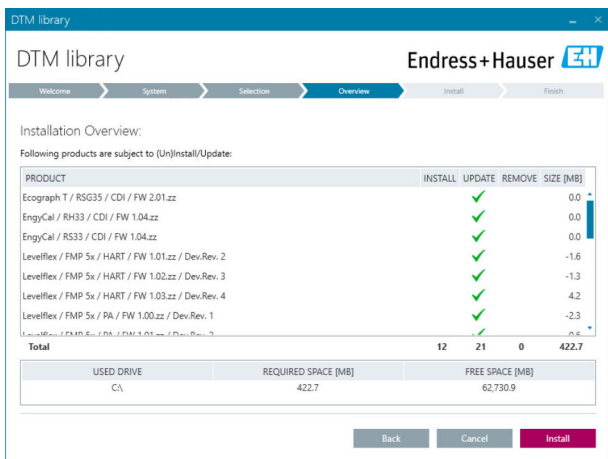 DTM library
DTM library
Endress+Hauser EH
Welcome System Selection Overview Install Finish
Installation Overview:
Following products are subject to (Un)Install/Update:
PRODUCT INSTALL UPDATE REMOVE SIZE [MB]
Ecograph T / RSG35 / CDI / FW 2.01.zz 0.0
EngyCal / RH33 / CDI / FW 1.04.zz 0.0
EngyCal / RS33 / CDI / FW 1.04.zz 0.0
Levelflex / FMP 5x / HART / FW 1.01.zz / Dev.Rev. 2 -1.6
Levelflex / FMP 5x / HART / FW 1.02.zz / Dev.Rev. 3 -1.3
Levelflex / FMP 5x / HART / FW 1.03.zz / Dev.Rev. 4 4.2
Levelflex / FMP 5x / PA / FW 1.00.zz / Dev.Rev. 1 -2.3
Total 12 21 0 422.7
USED DRIVE REQUIRED SPACE [MB] FREE SPACE [MB]
C:\ 422.7 62,730.9
Back Cancel Install